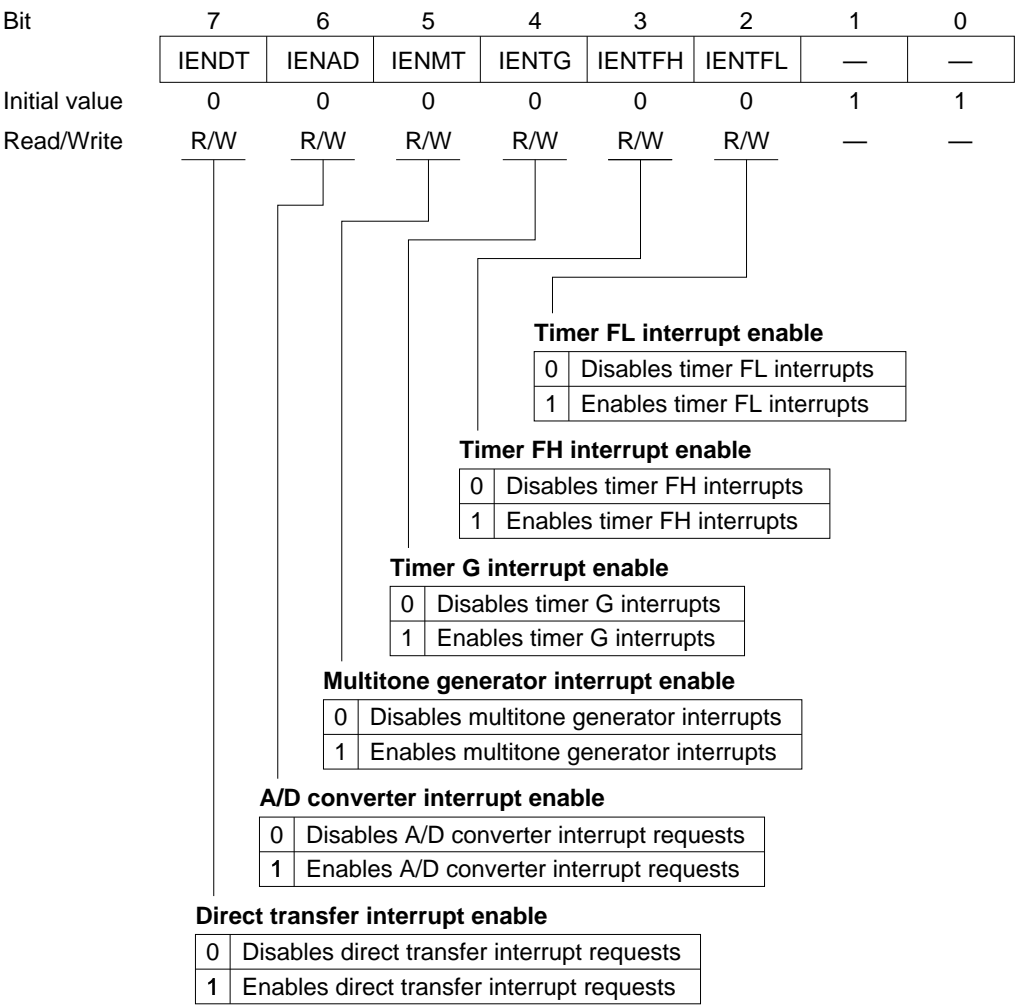 Bit 7 6 5 4 3 2 1 0
IENDT IENAD IENMT IENTG IENTFH IENTFL — —
Initial value 0 0 0 0 0 0 1 1
Read/Write R/W R/W R/W R/W R/W R/W — —
Timer FL interrupt enable
0 Disables timer FL interrupts
1 Enables timer FL interrupts
Timer FH interrupt enable
0 Disables timer FH interrupts
1 Enables timer FH interrupts
Timer G interrupt enable
0 Disables timer G interrupts
1 Enables timer G interrupts
Multitone generator interrupt enable
0 Disables multitone generator interrupts
1 Enables multitone generator interrupts
A/D converter interrupt enable
0 Disables A/D converter interrupt requests
1 Enables A/D converter interrupt requests
Direct transfer interrupt enable
0 Disables direct transfer interrupt requests
1 Enables direct transfer interrupt requests